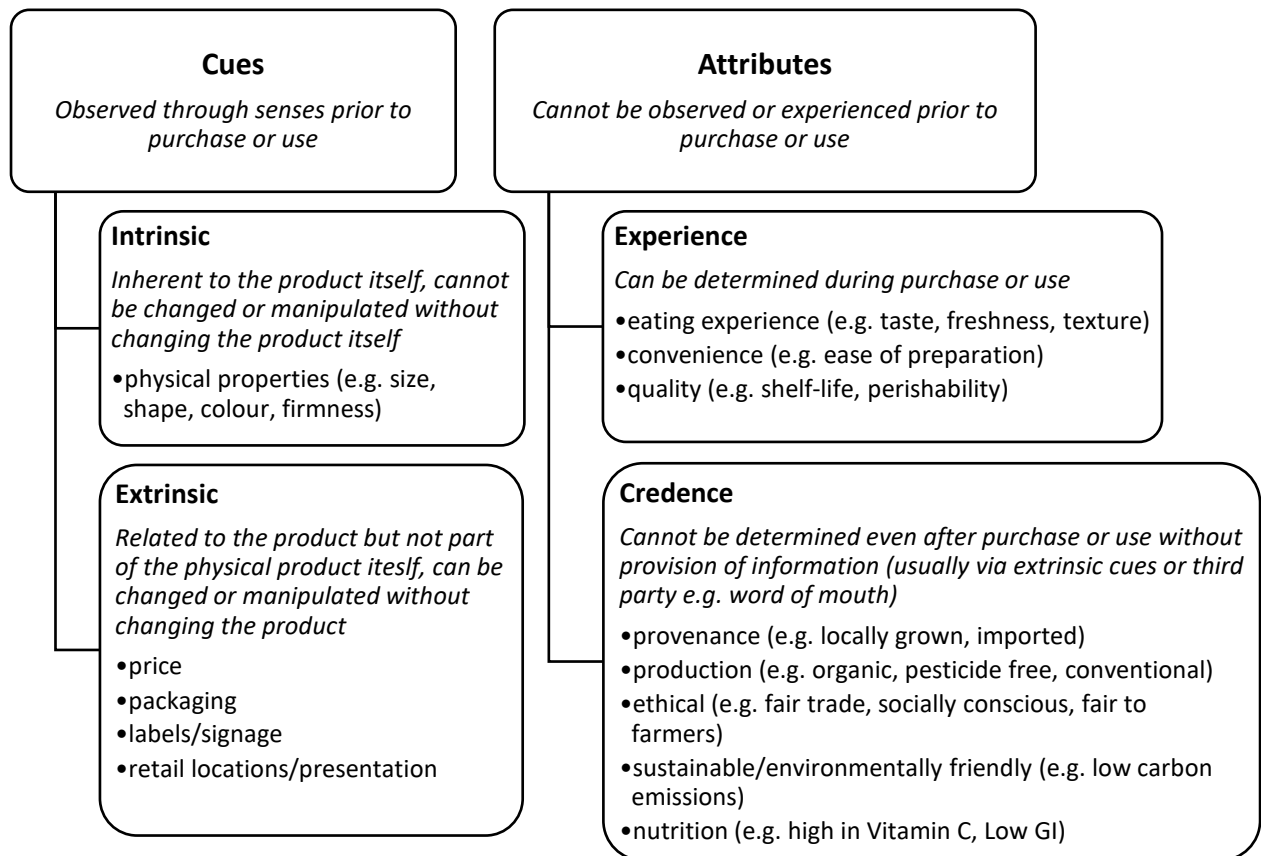 Cues
Observed through senses prior to
purchase or use
Intrinsic
Inherent to the product itself, cannot
be changed or manipulated without
changing the product itself
•physical properties (e.g. size,
shape, colour, firmness)
Extrinsic
Related to the product but not part
of the physical product iteslf, can be
changed or manipulated without
changing the product
•price
•packaging
•labels/signage
•retail locations/presentation
Attributes
Cannot be observed or experienced prior to
purchase or use
Experience
Can be determined during purchase or use
•eating experience (e.g. taste, freshness, texture)
•convenience (e.g. ease of preparation)
•quality (e.g. shelf-life, perishability)
Credence
Cannot be determined even after purchase or use without
provision of information (usually via extrinsic cues or third
party e.g. word of mouth)
•provenance (e.g. locally grown, imported)
•production (e.g. organic, pesticide free, conventional)
•ethical (e.g. fair trade, socially conscious, fair to
farmers)
•sustainable/environmentally friendly (e.g. low carbon
emissions)
•nutrition (e.g. high in Vitamin C, Low GI)